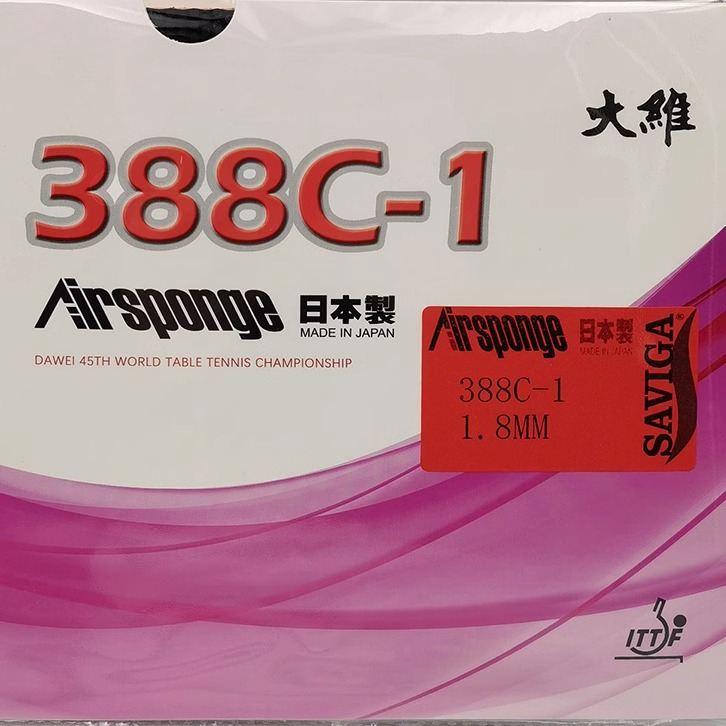 大維
388C-1
Airsponge 日本製
MADE IN JAPAN
DAWEI 45TH WORLD TABLE TENNIS CHAMPIONSHIP
Airsponge 日本製
MADE IN JAPAN
388C-1
1.8MM
SAVIGA®
ITTF